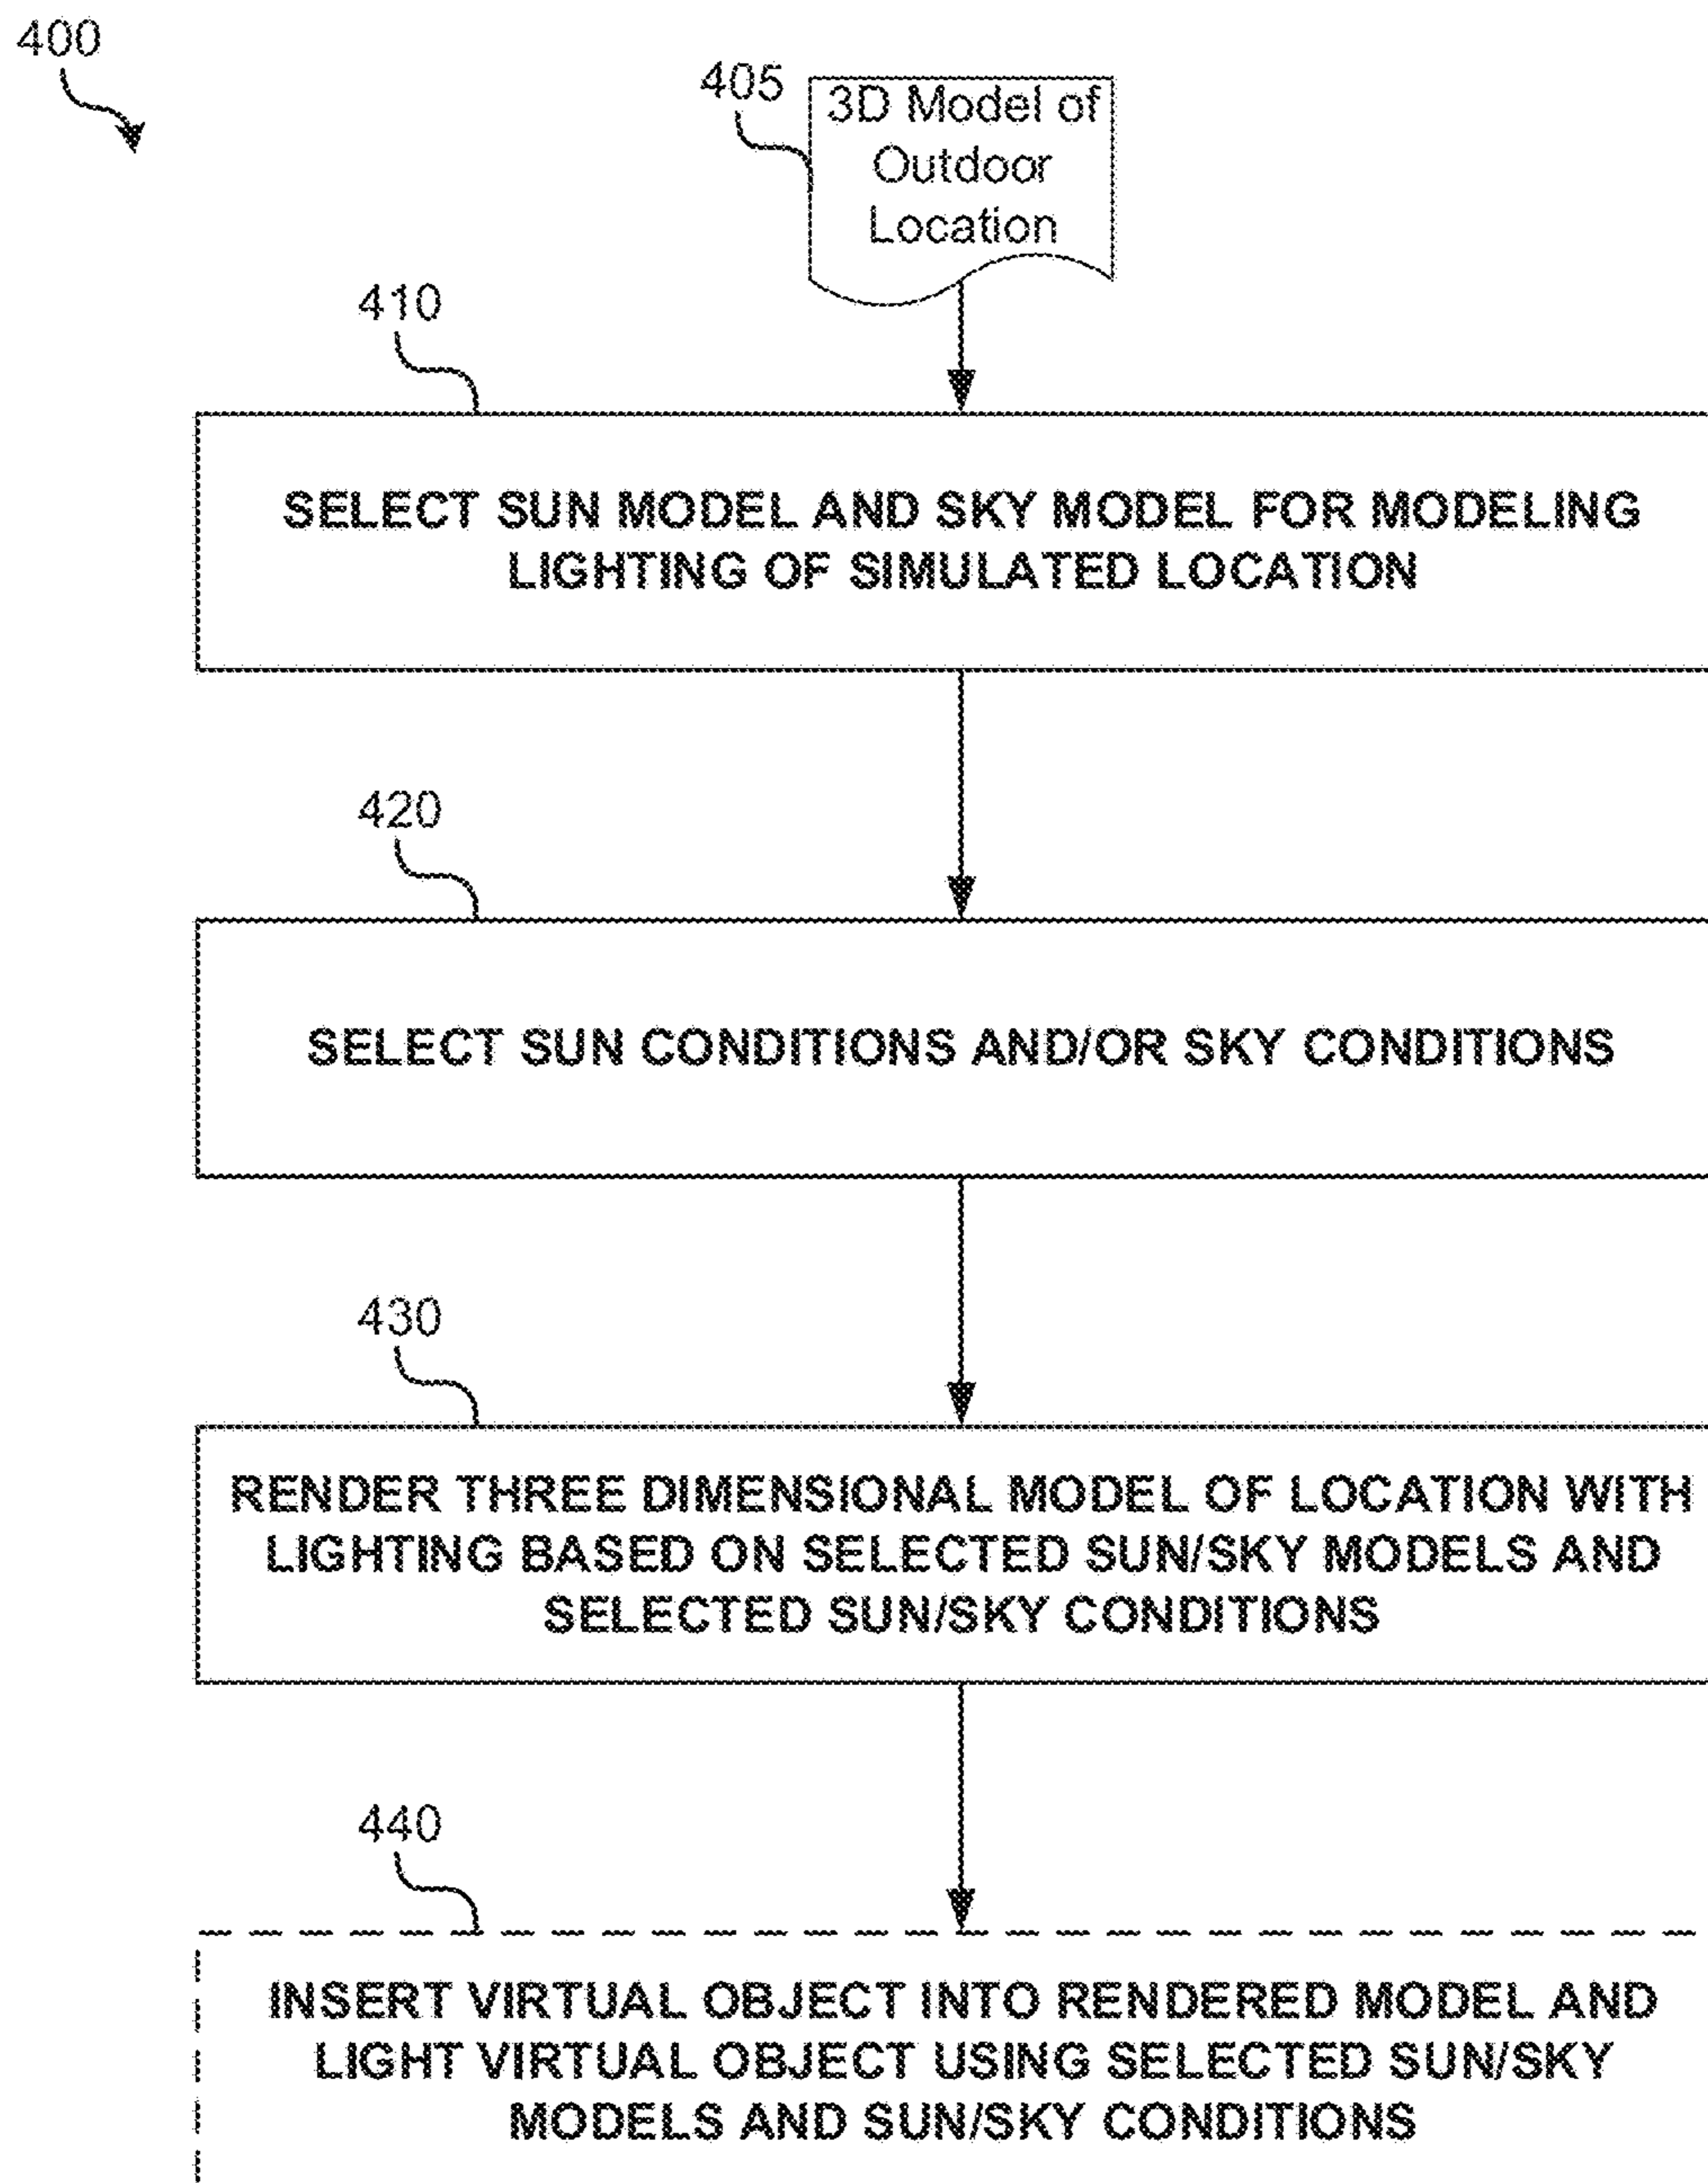 400
405
3D Model of
Outdoor
Location
410
SELECT SUN MODEL AND SKY MODEL FOR MODELING
LIGHTING OF SIMULATED LOCATION
420
SELECT SUN CONDITIONS AND/OR SKY CONDITIONS
430
RENDER THREE DIMENSIONAL MODEL OF LOCATION WITH
LIGHTING BASED ON SELECTED SUN/SKY MODELS AND
SELECTED SUN/SKY CONDITIONS
440
INSERT VIRTUAL OBJECT INTO RENDERED MODEL AND
LIGHT VIRTUAL OBJECT USING SELECTED SUN/SKY
MODELS AND SUN/SKY CONDITIONS